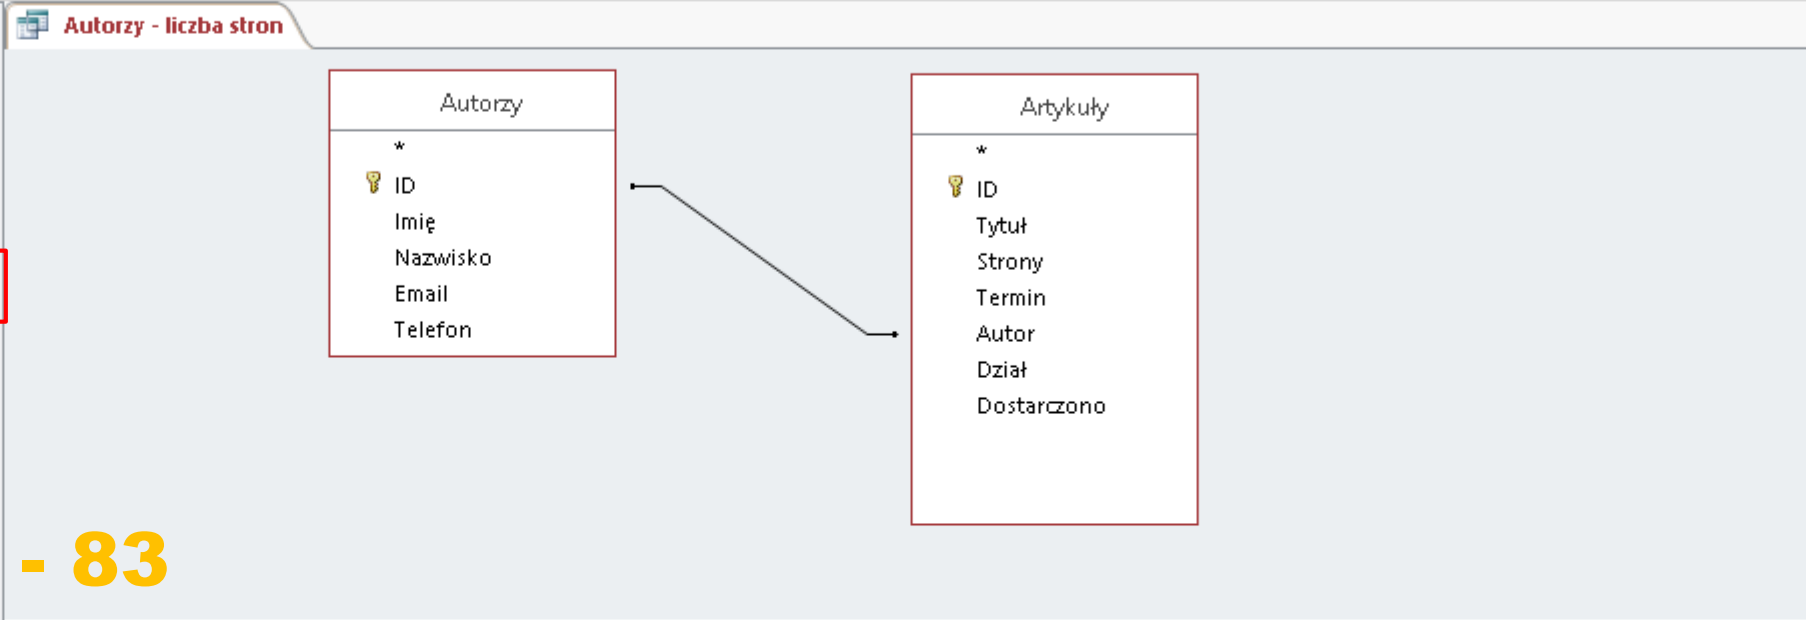 Autorzy - liczba stron
Autorzy
*
ID
Imię
Nazwisko
Email
Telefon
Artykuły
*
ID
Tytuł
Strony
Termin
Autor
Dział
Dostarczono
- 83